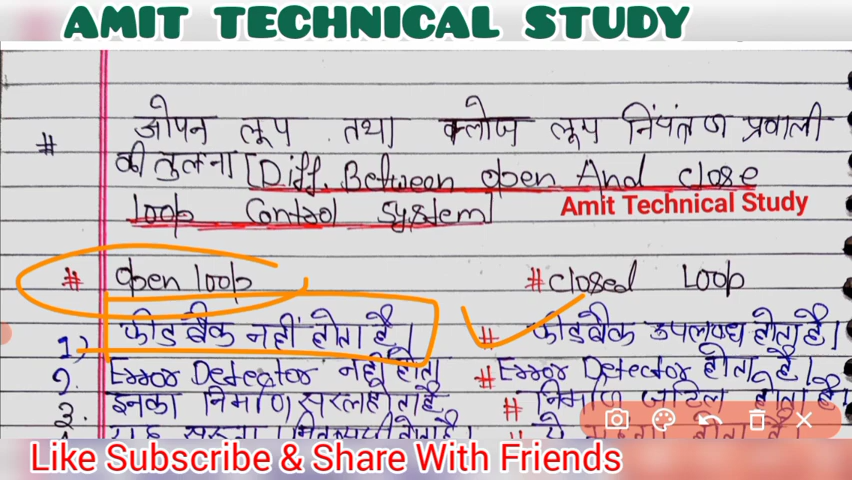 AMIT TECHNICAL STUDY
# ओपन लूप तथा क्लोज लूप नियंत्रण प्रणाली
की तुलना [Diff. Between open And close
loop Control System]
Amit Technical Study
# open loop # closed Loop
1) फीडबैक नहीं होता है। # फीडबैक उपलब्ध होता है।
2. Error Detector नहीं होता # Error Detector होता है।
3. इनका निर्माण सरल होता है # निर्माण जटिल होता है
Like Subscribe & Share With Friends